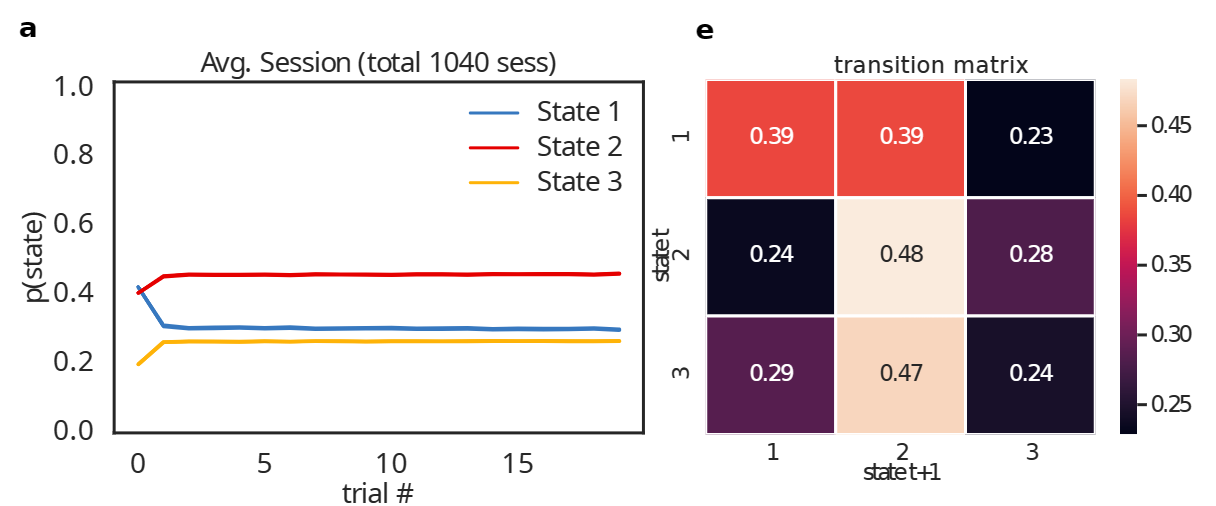 a
Avg. Session (total 1040 sess)
1.0
0.8
0.6
0.4
0.2
0.0
p(state)
State 1
State 2
State 3
0 5 10 15
trial #
e
transition matrix
state t
1
0.39 0.39 0.23
2
0.24 0.48 0.28
3
0.29 0.47 0.24
1 2 3
state t+1
0.45
0.40
0.35
0.30
0.25